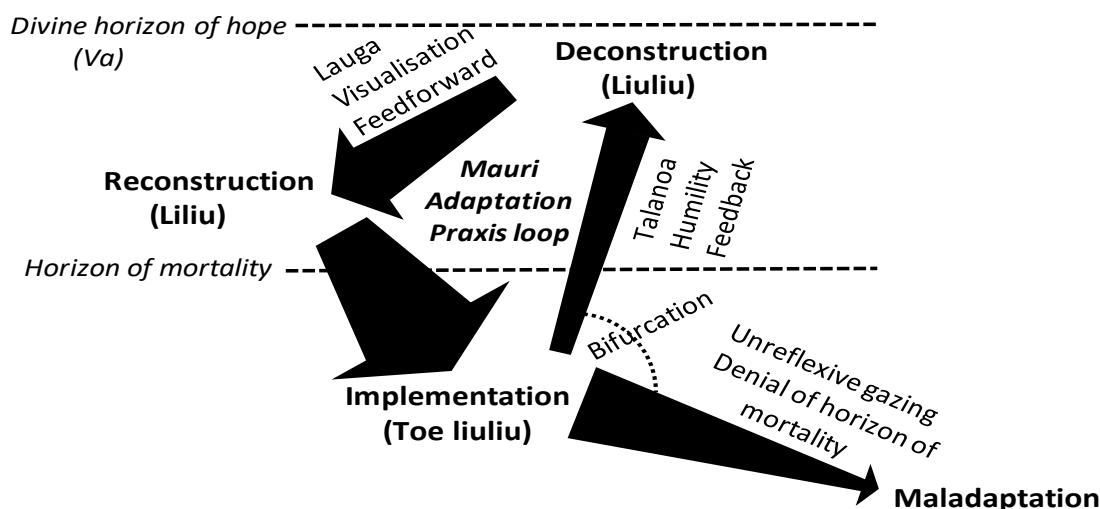 Divine horizon of hope
(Va)
Lauga
Visualisation
Feedforward
Deconstruction
(Liuliu)
Reconstruction
(Liliu)
Mauri
Adaptation
Praxis loop
Talanoa
Humility
Feedback
Horizon of mortality
Bifurcation
Unreflexive gazing
Denial of horizon of
mortality
Implementation
(Toe liuliu)
Maladaptation